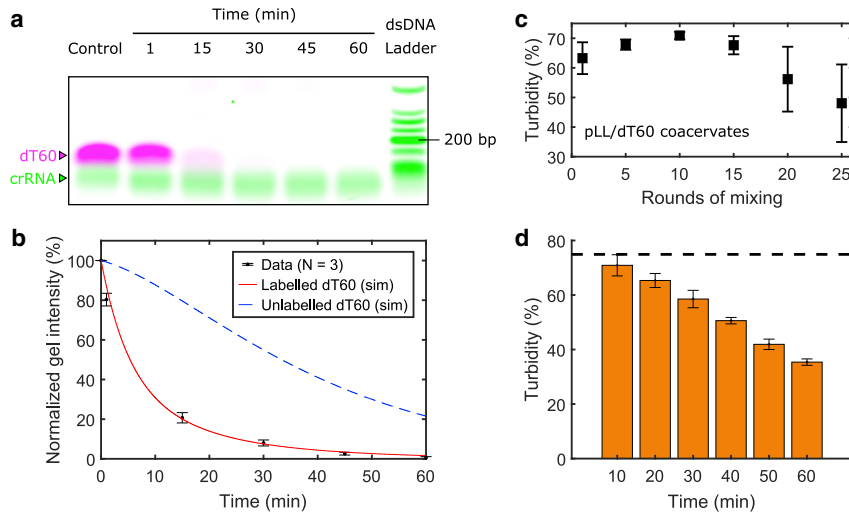 a
Time (min)
dsDNA
Control 1 15 30 45 60 Ladder
200 bp
dT60
crRNA
b
Normalized gel intensity (%)
100
80
60
40
20
0
Data (N = 3)
Labelled dT60 (sim)
Unlabelled dT60 (sim)
0 10 20 30 40 50 60
Time (min)
c
Turbidity (%)
70
60
50
40
30
pLL/dT60 coacervates
0 5 10 15 20 25
Rounds of mixing
d
Turbidity (%)
80
60
40
20
0
10 20 30 40 50 60
Time (min)